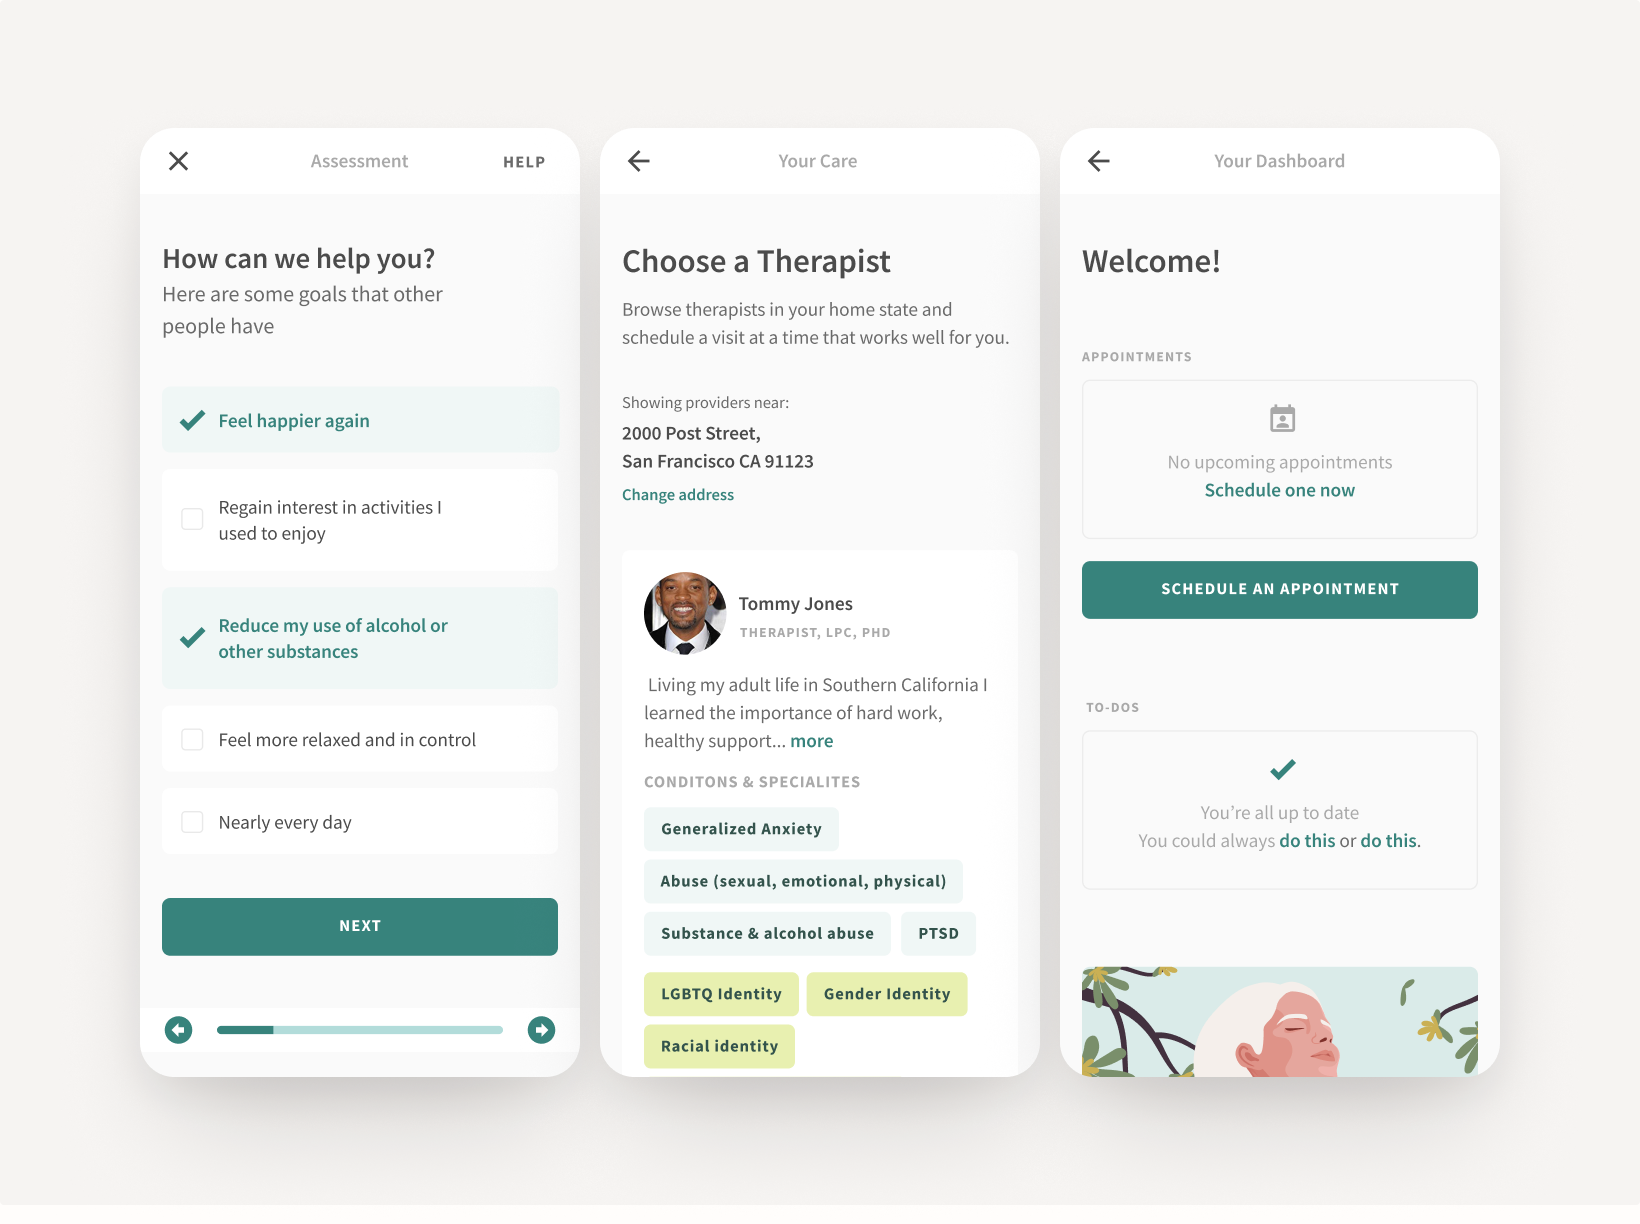 Assessment
HELP
How can we help you?
Here are some goals that other
people have
Feel happier again
Regain interest in activities I
used to enjoy
Reduce my use of alcohol or
other substances
Feel more relaxed and in control
Nearly every day
NEXT
Your Care
Choose a Therapist
Browse therapists in your home state and
schedule a visit at a time that works well for you.
Showing providers near:
2000 Post Street,
San Francisco CA 91123
Change address
Tommy Jones
THERAPIST, LPC, PHD
Living my adult life in Southern California I
learned the importance of hard work,
healthy support... more
CONDITONS & SPECIALITES
Generalized Anxiety
Abuse (sexual, emotional, physical)
Substance & alcohol abuse
PTSD
LGBTQ Identity
Gender Identity
Racial identity
Your Dashboard
Welcome!
APPOINTMENTS
No upcoming appointments
Schedule one now
SCHEDULE AN APPOINTMENT
TO-DOS
You're all up to date
You could always do this or do this.